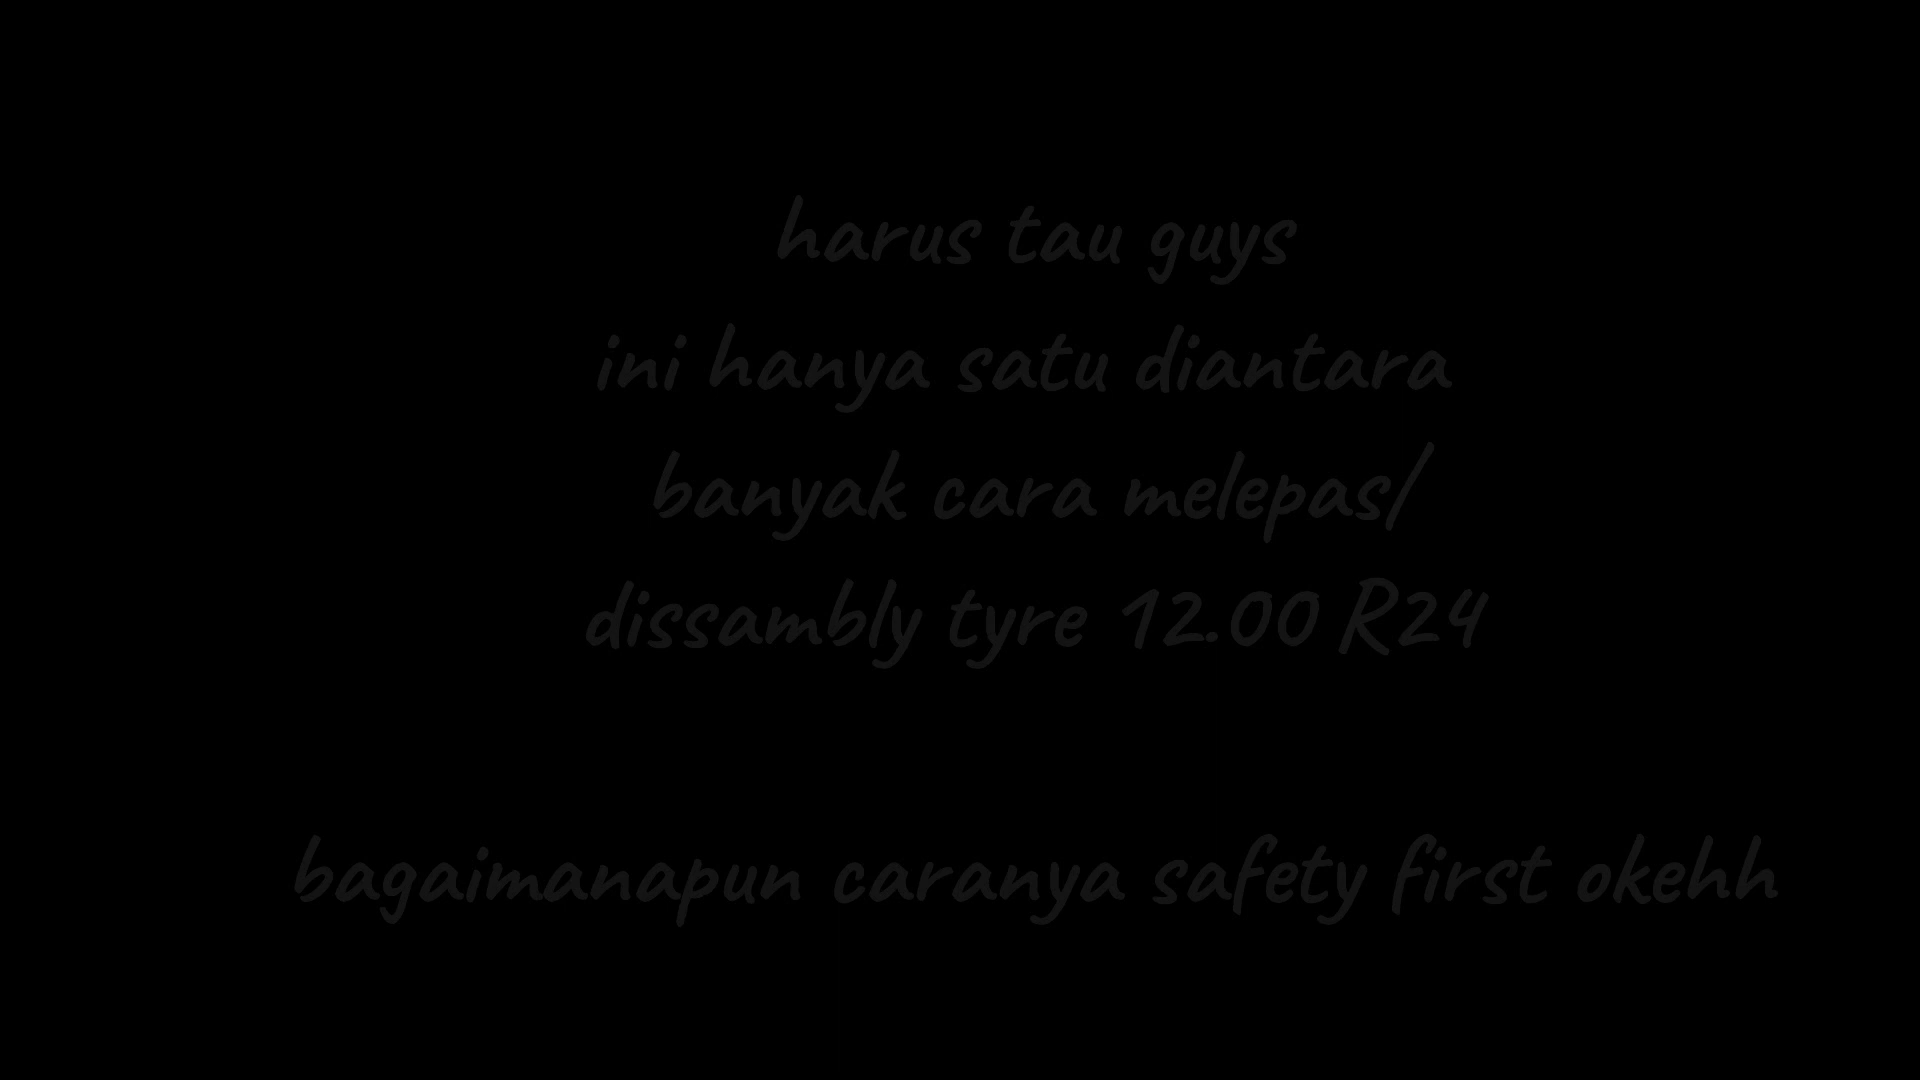 harus tau guys
ini hanya satu diantara
banyak cara melepas/
dissambly tyre 12.00 R24
bagaimanapun caranya safety first okehh